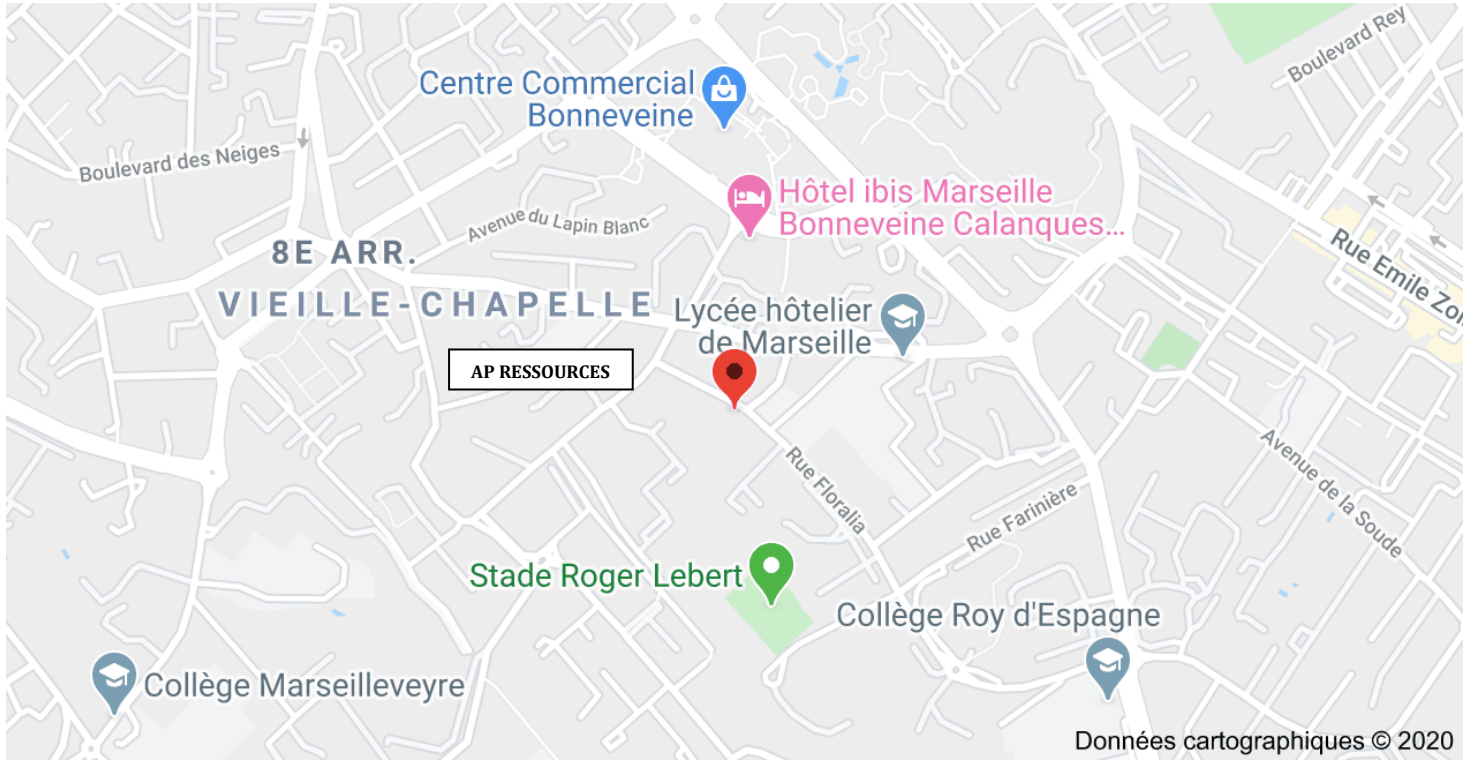 Boulevard Rey
Centre Commercial
Bonneveine
Boulevard des Neiges
Hôtel ibis Marseille
Bonneveine Calanques...
Avenue du Lapin Blanc
8E ARR.
VIEILLE-CHAPELLE
Rue Emile Zol
Lycée hôtelier
de Marseille
AP RESSOURCES
Rue Floralia
Avenue de la Soude
Rue Farinière
Stade Roger Lebert
Collège Roy d'Espagne
Collège Marseilleveyre
Données cartographiques © 2020